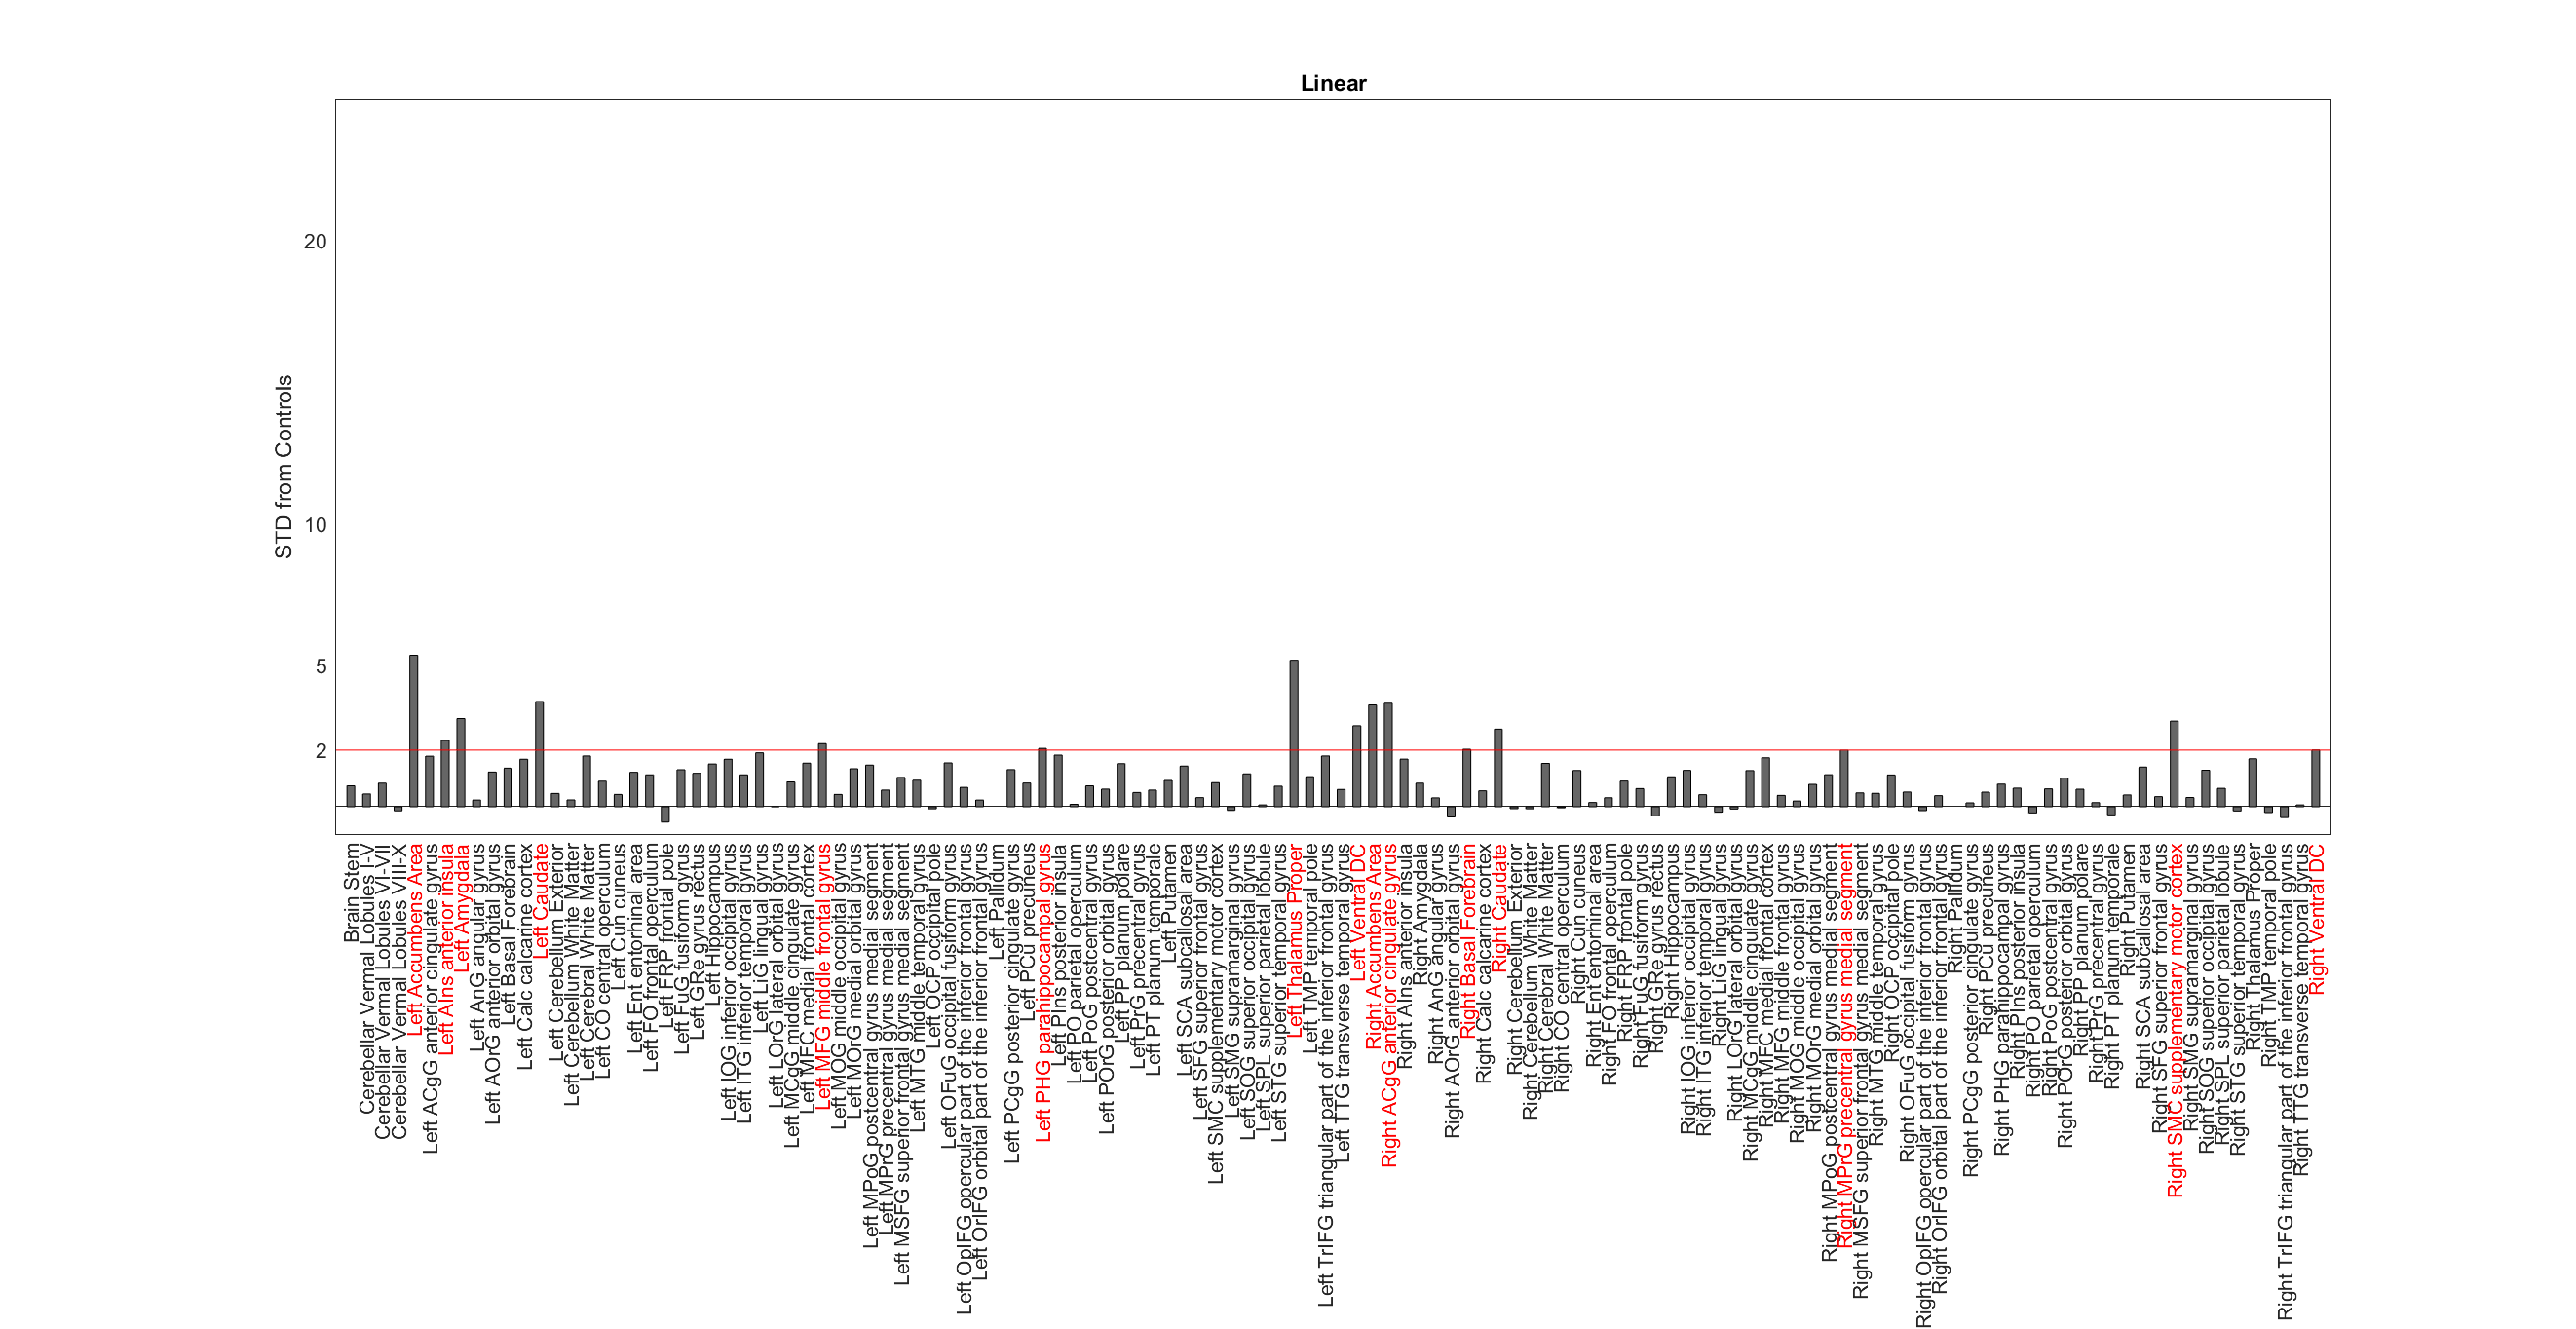 Linear
STD from Controls
20
10
5
2
Brain Stem
Cerebellar Vermal Lobules I-V
Cerebellar Vermal Lobules VI-VII
Cerebellar Vermal Lobules VIII-X
Left Accumbens Area
Left ACgG anterior cingulate gyrus
Left AIns anterior insula
Left Amygdala
Left AnG angular gyrus
Left AOrG anterior orbital gyrus
Left Basal Forebrain
Left Calc calcarine cortex
Left Caudate
Left Cerebellum Exterior
Left Cerebellum White Matter
Left Cerebral White Matter
Left CO central operculum
Left Cun cuneus
Left Ent entorhinal area
Left FO frontal operculum
Left FRP frontal pole
Left FuG fusiform gyrus
Left GRe gyrus rectus
Left Hippocampus
Left IOG inferior occipital gyrus
Left ITG inferior temporal gyrus
Left LiG lingual gyrus
Left LOrG lateral orbital gyrus
Left MCgG middle cingulate gyrus
Left MFC medial frontal cortex
Left MFG middle frontal gyrus
Left MOG middle occipital gyrus
Left MOrG medial orbital gyrus
Left MPoG postcentral gyrus medial segment
Left MPrG precentral gyrus medial segment
Left MSFG superior frontal gyrus medial segment
Left MTG middle temporal gyrus
Left OCP occipital pole
Left OFuG occipital fusiform gyrus
Left OpIFG opercular part of the inferior frontal gyrus
Left OrIFG orbital part of the inferior frontal gyrus
Left Pallidum
Left PCgG posterior cingulate gyrus
Left PCu precuneus
Left PHG parahippocampal gyrus
Left PIns posterior insula
Left PO parietal operculum
Left PoG postcentral gyrus
Left POrG posterior orbital gyrus
Left PP planum polare
Left PrG precentral gyrus
Left PT planum temporale
Left Putamen
Left SCA subcallosal area
Left SFG superior frontal gyrus
Left SMC supplementary motor cortex
Left SMG supramarginal gyrus
Left SOG superior occipital gyrus
Left SPL superior parietal lobule
Left STG superior temporal gyrus
Left Thalamus Proper
Left TMP temporal pole
Left TrIFG triangular part of the inferior frontal gyrus
Left TTG transverse temporal gyrus
Left Ventral DC
Right Accumbens Area
Right ACgG anterior cingulate gyrus
Right AIns anterior insula
Right Amygdala
Right AnG angular gyrus
Right AOrG anterior orbital gyrus
Right Basal Forebrain
Right Calc calcarine cortex
Right Caudate
Right Cerebellum Exterior
Right Cerebellum White Matter
Right Cerebral White Matter
Right CO central operculum
Right Cun cuneus
Right Ent entorhinal area
Right FO frontal operculum
Right FRP frontal pole
Right FuG fusiform gyrus
Right GRe gyrus rectus
Right Hippocampus
Right IOG inferior occipital gyrus
Right ITG inferior temporal gyrus
Right LiG lingual gyrus
Right LOrG lateral orbital gyrus
Right MCgG middle cingulate gyrus
Right MFC medial frontal cortex
Right MFG middle frontal gyrus
Right MOG middle occipital gyrus
Right MOrG medial orbital gyrus
Right MPoG postcentral gyrus medial segment
Right MPrG precentral gyrus medial segment
Right MSFG superior frontal gyrus medial segment
Right MTG middle temporal gyrus
Right OCP occipital pole
Right OFuG occipital fusiform gyrus
Right OpIFG opercular part of the inferior frontal gyrus
Right OrIFG orbital part of the inferior frontal gyrus
Right Pallidum
Right PCgG posterior cingulate gyrus
Right PCu precuneus
Right PHG parahippocampal gyrus
Right PIns posterior insula
Right PO parietal operculum
Right PoG postcentral gyrus
Right POrG posterior orbital gyrus
Right PP planum polare
Right PrG precentral gyrus
Right PT planum temporale
Right Putamen
Right SCA subcallosal area
Right SFG superior frontal gyrus
Right SMC supplementary motor cortex
Right SMG supramarginal gyrus
Right SOG superior occipital gyrus
Right SPL superior parietal lobule
Right STG superior temporal gyrus
Right Thalamus Proper
Right TMP temporal pole
Right TrIFG triangular part of the inferior frontal gyrus
Right TTG transverse temporal gyrus
Right Ventral DC